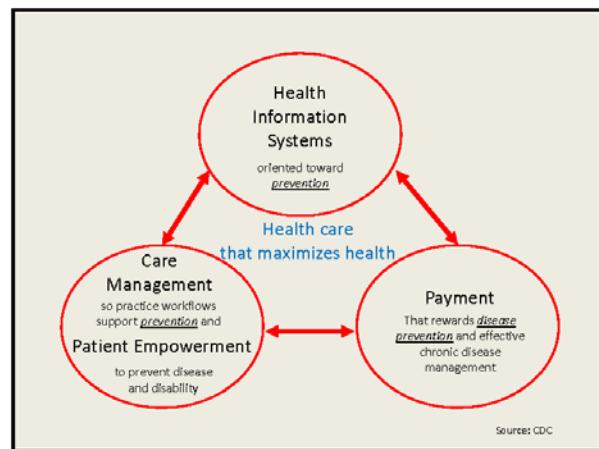 Health
Information
Systems
oriented toward
prevention
Health care
that maximizes health
Care
Management
so practice workflows
support prevention and
Patient Empowerment
to prevent disease
and disability
Payment
That rewards disease
prevention and effective
chronic disease
management
Source: CDC